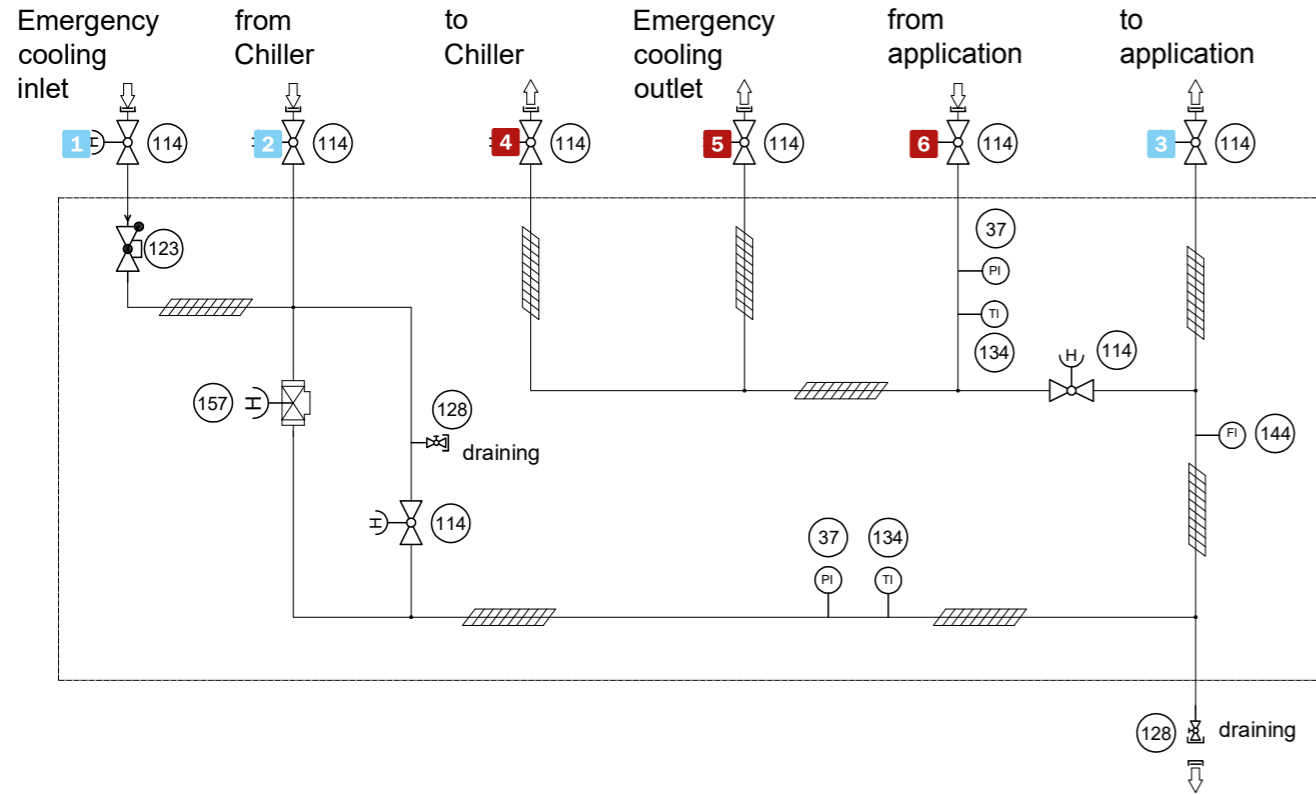 Emergency
cooling
inlet
from
Chiller
to
Chiller
Emergency
cooling
outlet
from
application
to
application
1 H 114
2 114
4 114
5 114
6 114
3 114
123
37
PI
TI
134
H 114
157 H
128
draining
FI 144
H 114
37 134
PI TI
128 draining